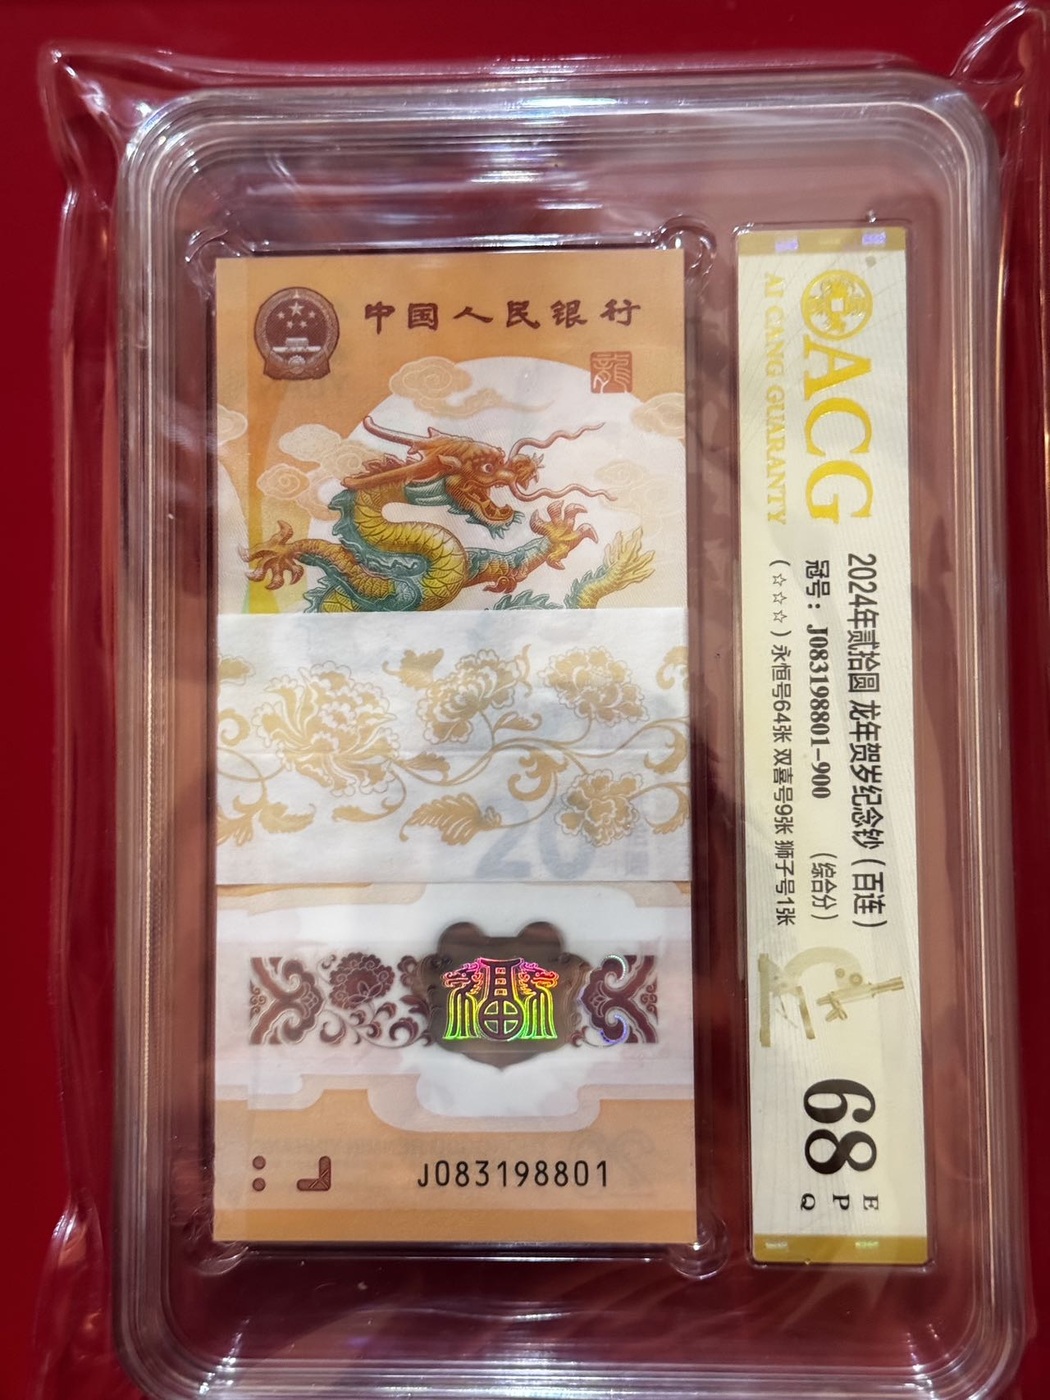 中国人民银行
龍
20
J083198801
ACG
AI CANG GUARANTY
2024年贰拾圆 龙年贺岁纪念钞（百连）
冠号：J083198801-900 （综合分）
（☆☆☆）永恒号64张 双喜号9张 狮子号1张
68
E
P
Q